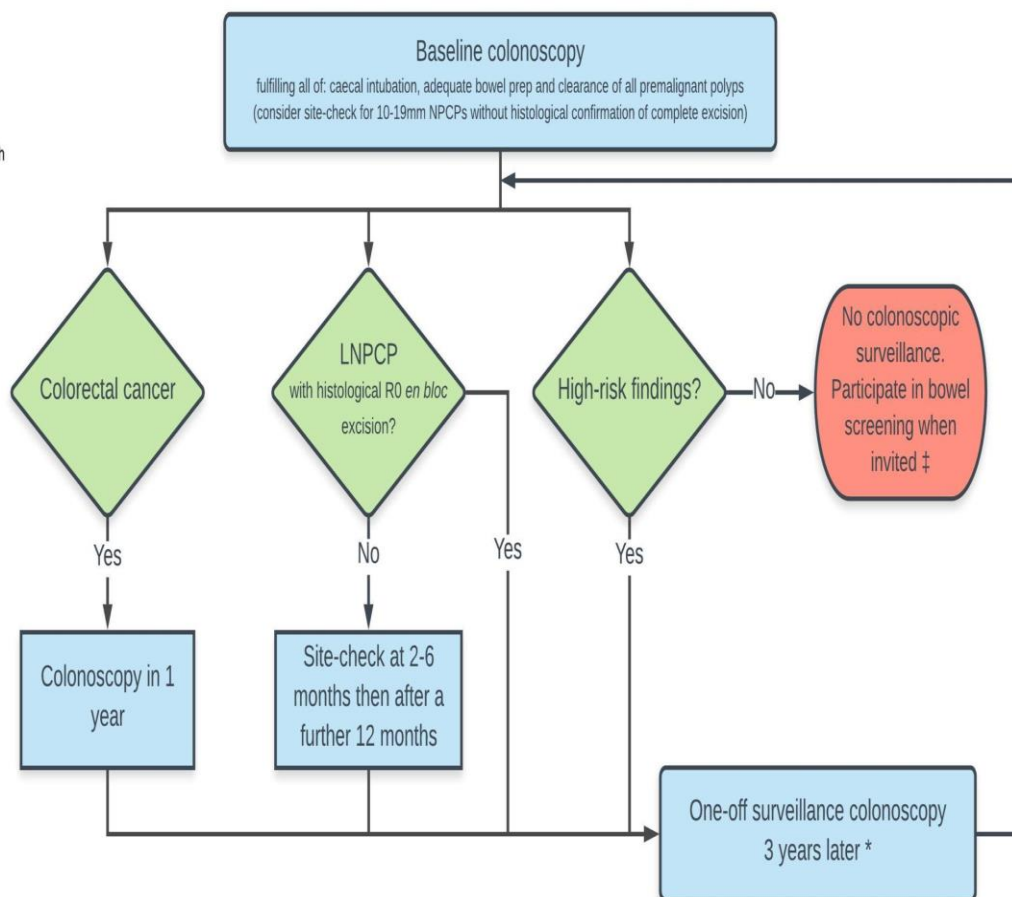 Baseline colonoscopy
fulfilling all of: caecal intubation, adequate bowel prep and clearance of all premalignant polyps
(consider site-check for 10-19mm NPCPs without histological confirmation of complete excision)
Colorectal cancer
LNPCP
with histological R0 en bloc
excision?
High-risk findings?
No
No colonoscopic
surveillance.
Participate in bowel
screening when
invited ‡
Yes
No
Yes
Yes
Colonoscopy in 1
year
Site-check at 2-6
months then after a
further 12 months
One-off surveillance colonoscopy
3 years later *